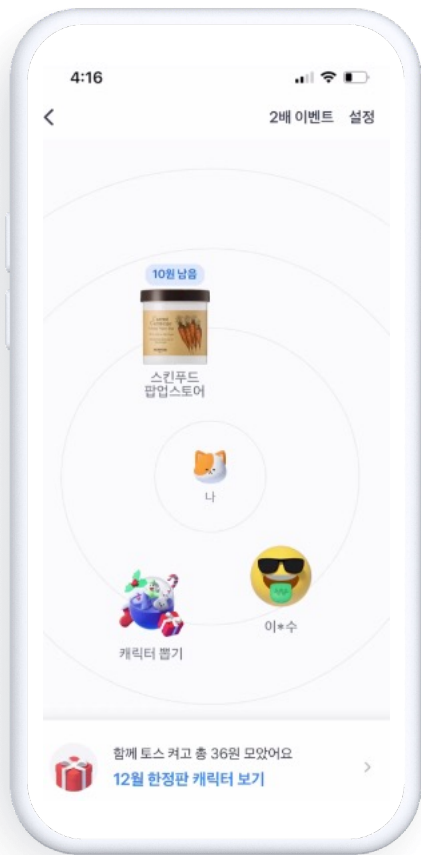 4:16
2배 이벤트 설정
10원 남음
스킨푸드
팝업스토어
나
이*수
캐릭터 뽑기
함께 토스 켜고 총 36원 모았어요
12월 한정판 캐릭터 보기